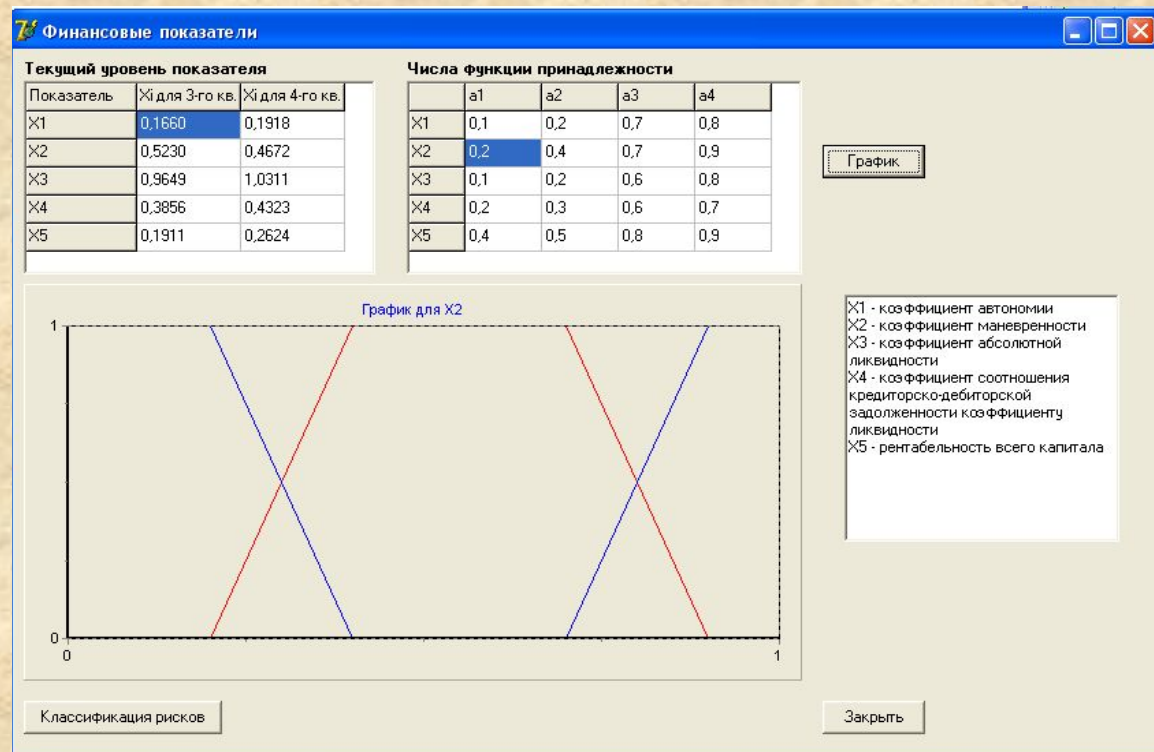 Финансовые показатели
Текущий уровень показателя
Показатель Xi для 3-го кв. Xi для 4-го кв.
X1 0,1660 0,1918
X2 0,5230 0,4672
X3 0,9649 1,0311
X4 0,3856 0,4323
X5 0,1911 0,2624
Числа функции принадлежности
a1 a2 a3 a4
X1 0,1 0,2 0,7 0,8
X2 0,2 0,4 0,7 0,9
X3 0,1 0,2 0,6 0,8
X4 0,2 0,3 0,6 0,7
X5 0,4 0,5 0,8 0,9
График
График для X2
1
0
0 1
X1 - коэффициент автономии
X2 - коэффициент маневренности
X3 - коэффициент абсолютной
ликвидности
X4 - коэффициент соотношения
кредиторско-дебиторской
задолженности коэффициенту
ликвидности
X5 - рентабельность всего капитала
Классификация рисков
Закрыть